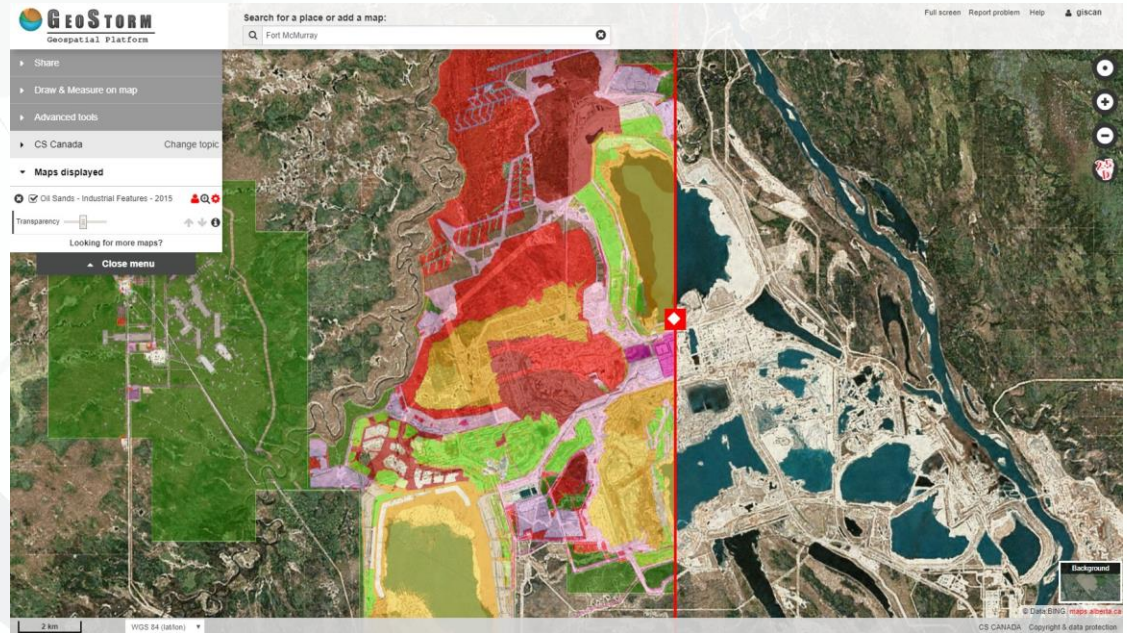 GEOSTORM
Geospatial Platform
Search for a place or add a map:
Fort McMurray
Full screen Report problem Help giscan
Share
Draw & Measure on map
Advanced tools
CS Canada Change topic
Maps displayed
Oil Sands - Industrial Features - 2015
Transparency
Looking for more maps?
Close menu
Background
© Data:BING, maps.alberta.ca
2 km
WGS 84 (lat/lon)
CS CANADA Copyright & data protection